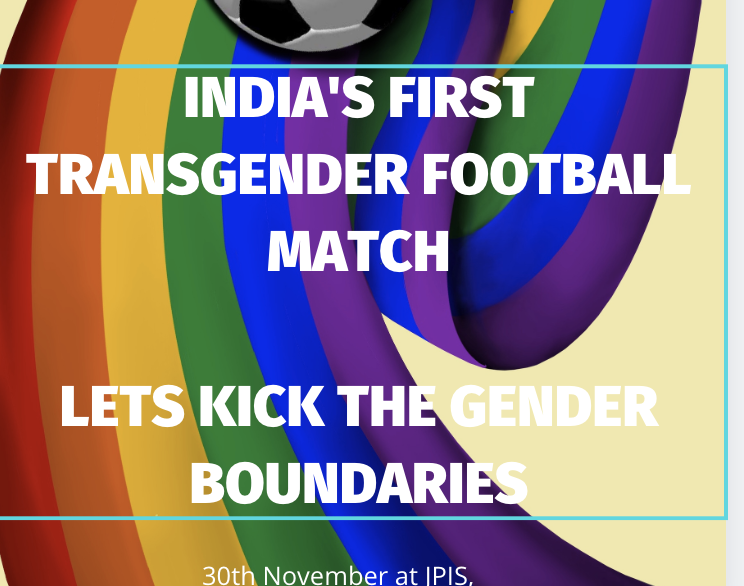 INDIA'S FIRST
TRANSGENDER FOOTBALL
MATCH
LETS KICK THE GENDER
BOUNDARIES
30th November at JPIS,